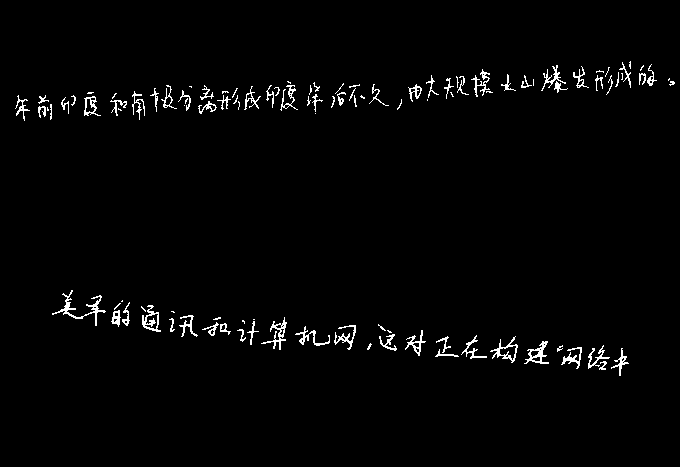 年前印度和南极分离形成印度洋后不久,由大规模火山爆发形成的。
美军的通讯和计算机网,这对正在构建“网络中